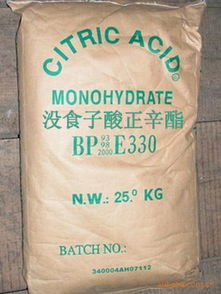 CITRIC ACID®
MONOHYDRATE
没食子酸正辛酯
BP 93 98 2000 E330
N.W.: 25.0 KG
BATCH NO.:
340004AH07112